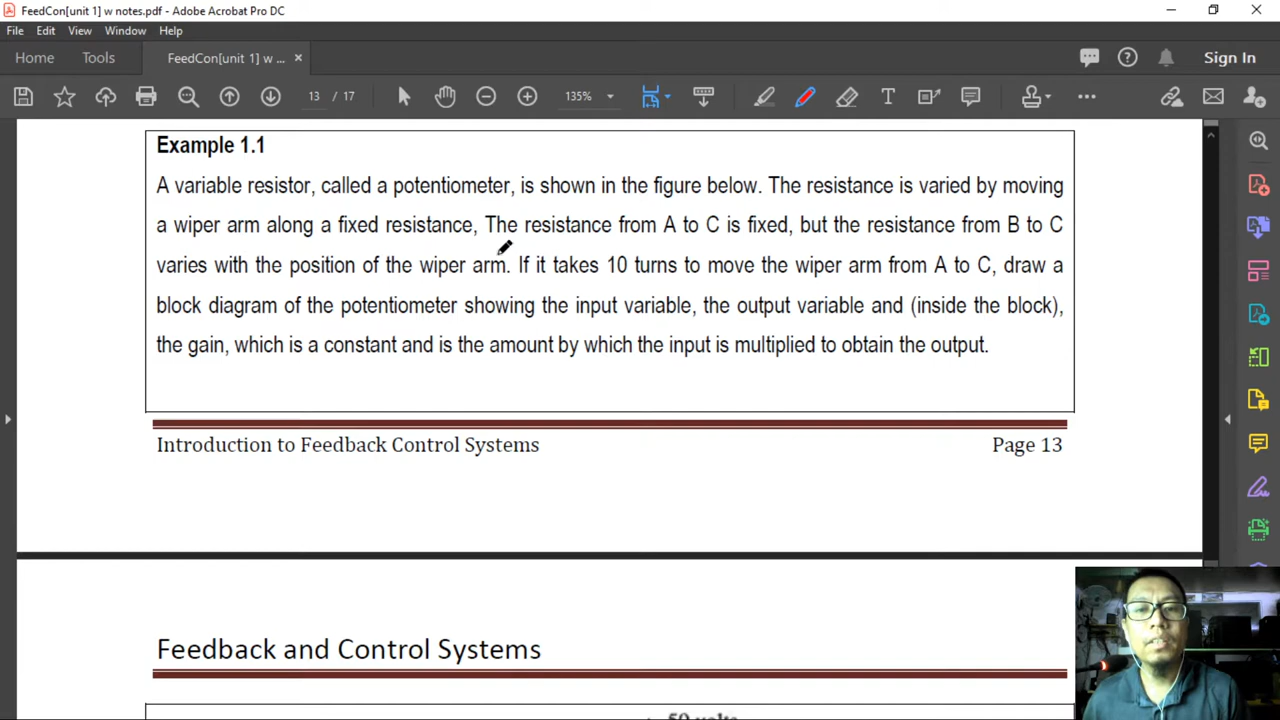 FeedCon[unit 1] w notes.pdf - Adobe Acrobat Pro DC
File Edit View Window Help
Home Tools FeedCon[unit 1] w ... × Sign In
13 / 17 135%
Example 1.1
A variable resistor, called a potentiometer, is shown in the figure below. The resistance is varied by moving
a wiper arm along a fixed resistance, The resistance from A to C is fixed, but the resistance from B to C
varies with the position of the wiper arm. If it takes 10 turns to move the wiper arm from A to C, draw a
block diagram of the potentiometer showing the input variable, the output variable and (inside the block),
the gain, which is a constant and is the amount by which the input is multiplied to obtain the output.
Introduction to Feedback Control Systems Page 13
Feedback and Control Systems
50 volts